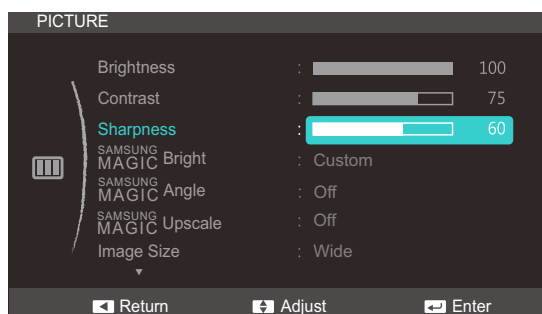 PICTURE
Brightness : 100
Contrast : 75
Sharpness : 60
SAMSUNG MAGIC Bright : Custom
SAMSUNG MAGIC Angle : Off
SAMSUNG MAGIC Upscale : Off
Image Size : Wide
Return Adjust Enter